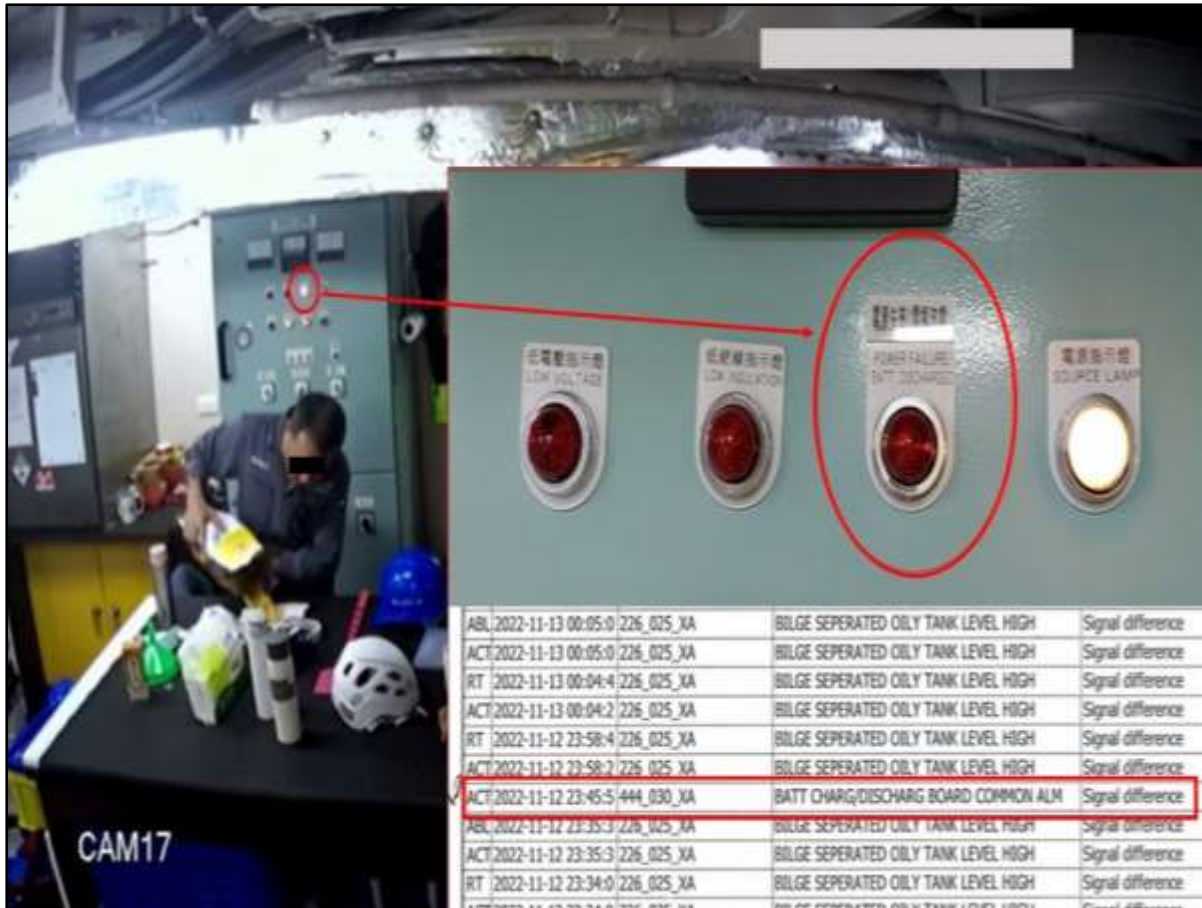 低電壓指示燈
LOW VOLTAGE
低絕緣指示燈
LOW INSULATION
POWER FAILURE/
BATT DISCHARGED
電源指示燈
SOURCE LAMP
ABL 2022-11-13 00:05:0 226_025_XA BILGE SEPERATED OILY TANK LEVEL HIGH Signal difference
ACT 2022-11-13 00:05:0 226_025_XA BILGE SEPERATED OILY TANK LEVEL HIGH Signal difference
RT 2022-11-13 00:04:4 226_025_XA BILGE SEPERATED OILY TANK LEVEL HIGH Signal difference
ACT 2022-11-13 00:04:2 226_025_XA BILGE SEPERATED OILY TANK LEVEL HIGH Signal difference
RT 2022-11-12 23:58:4 226_025_XA BILGE SEPERATED OILY TANK LEVEL HIGH Signal difference
ACT 2022-11-12 23:58:2 226_025_XA BILGE SEPERATED OILY TANK LEVEL HIGH Signal difference
ACT 2022-11-12 23:45:5 444_030_XA BATT CHARG/DISCHARG BOARD COMMON ALM Signal difference
ABL 2022-11-12 23:35:3 226_025_XA BILGE SEPERATED OILY TANK LEVEL HIGH Signal difference
ACT 2022-11-12 23:35:3 226_025_XA BILGE SEPERATED OILY TANK LEVEL HIGH Signal difference
RT 2022-11-12 23:34:0 226_025_XA BILGE SEPERATED OILY TANK LEVEL HIGH Signal difference
CAM17